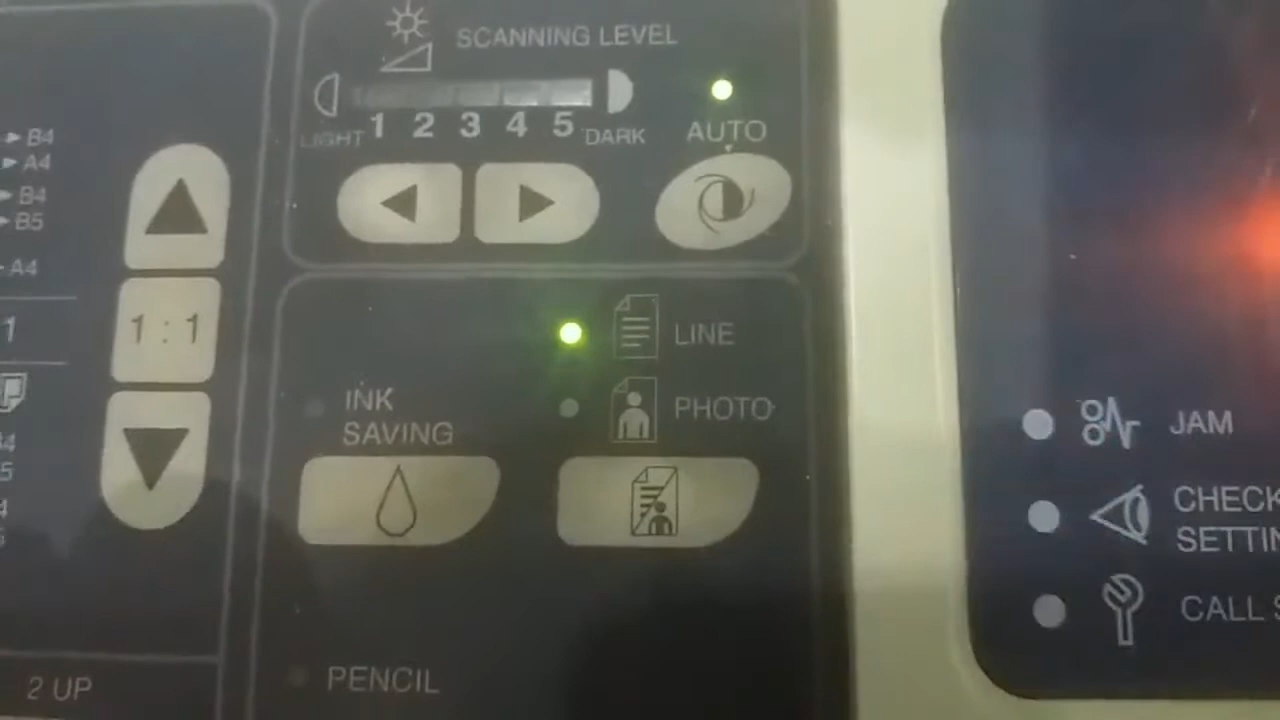 SCANNING LEVEL
LIGHT 1 2 3 4 5 DARK
AUTO
B4
A4
B4
B5
A4
1
1 : 1
LINE
PHOTO
INK
SAVING
PENCIL
2 UP
JAM
CHECK
SETTIN
CALL S